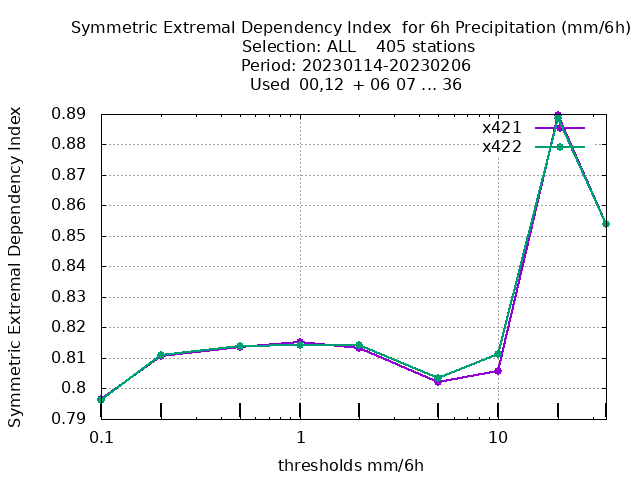 Symmetric Extremal Dependency Index  for 6h Precipitation (mm/6h)
Selection: ALL    405 stations
Period: 20230114-20230206
Used  00,12  + 06 07 ... 36
Symmetric Extremal Dependency Index
0.89
0.88
0.87
0.86
0.85
0.84
0.83
0.82
0.81
0.8
0.79
x421
x422
0.1
1
10
thresholds mm/6h